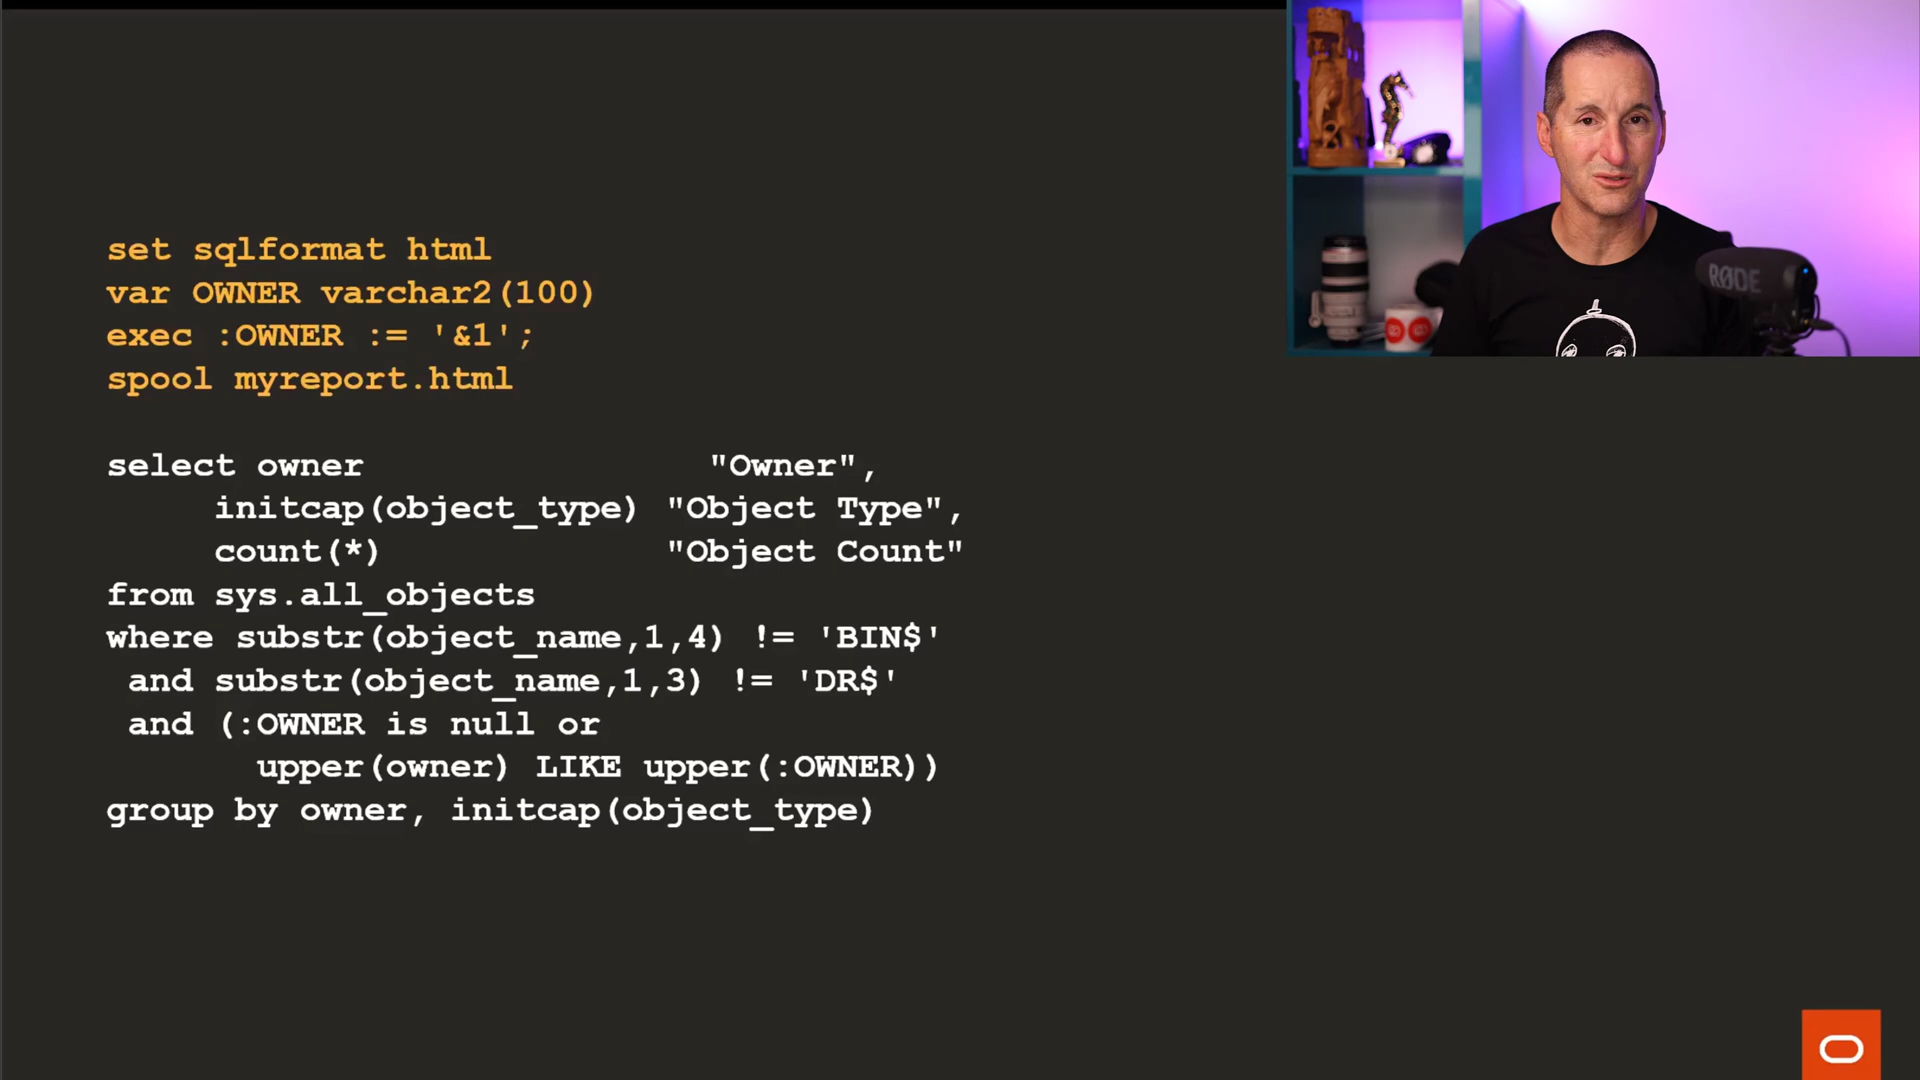 set sqlformat html
var OWNER varchar2(100)
exec :OWNER := '&1';
spool myreport.html
select owner "Owner",
initcap(object_type) "Object Type",
count(*) "Object Count"
from sys.all_objects
where substr(object_name,1,4) != 'BIN$'
and substr(object_name,1,3) != 'DR$'
and (:OWNER is null or
upper(owner) LIKE upper(:OWNER))
group by owner, initcap(object_type)
RØDE